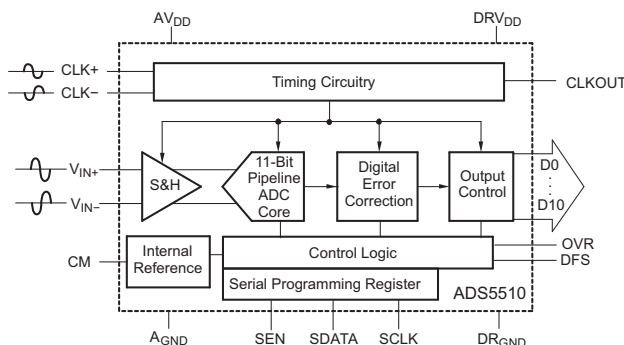 AVDD
DRVDD
CLK+
CLK−
Timing Circuitry
CLKOUT
VIN+
VIN−
S&H
11-Bit
Pipeline
ADC
Core
Digital
Error
Correction
Output
Control
D0
D10
CM
Internal
Reference
Control Logic
OVR
DFS
Serial Programming Register
ADS5510
AGND
SEN
SDATA
SCLK
DRGND